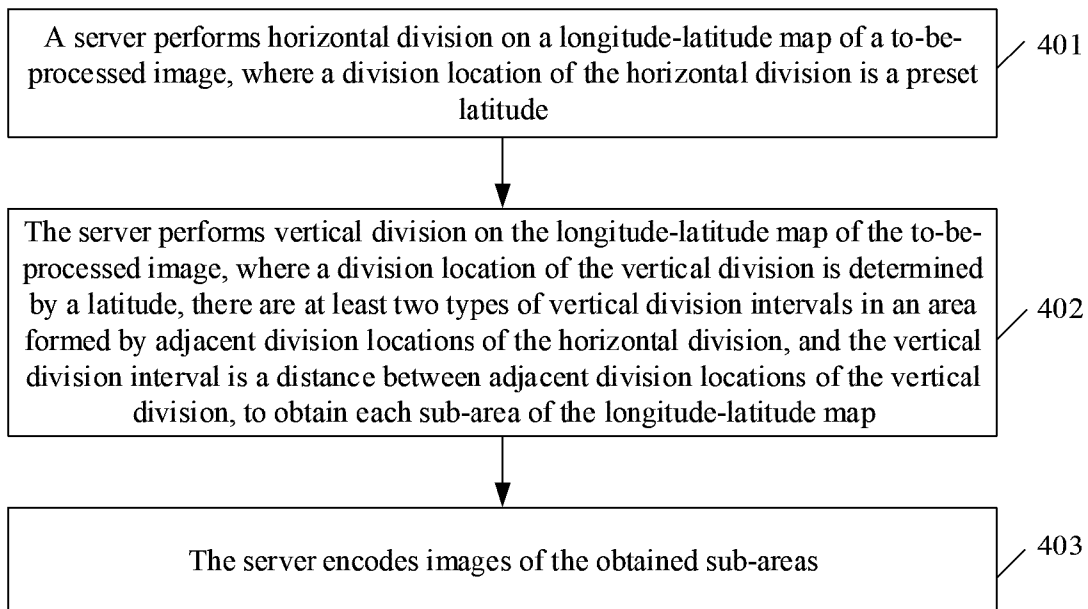 A server performs horizontal division on a longitude-latitude map of a to-be-
processed image, where a division location of the horizontal division is a preset
latitude
401
The server performs vertical division on the longitude-latitude map of the to-be-
processed image, where a division location of the vertical division is determined
by a latitude, there are at least two types of vertical division intervals in an area
formed by adjacent division locations of the horizontal division, and the vertical
division interval is a distance between adjacent division locations of the vertical
division, to obtain each sub-area of the longitude-latitude map
402
The server encodes images of the obtained sub-areas
403